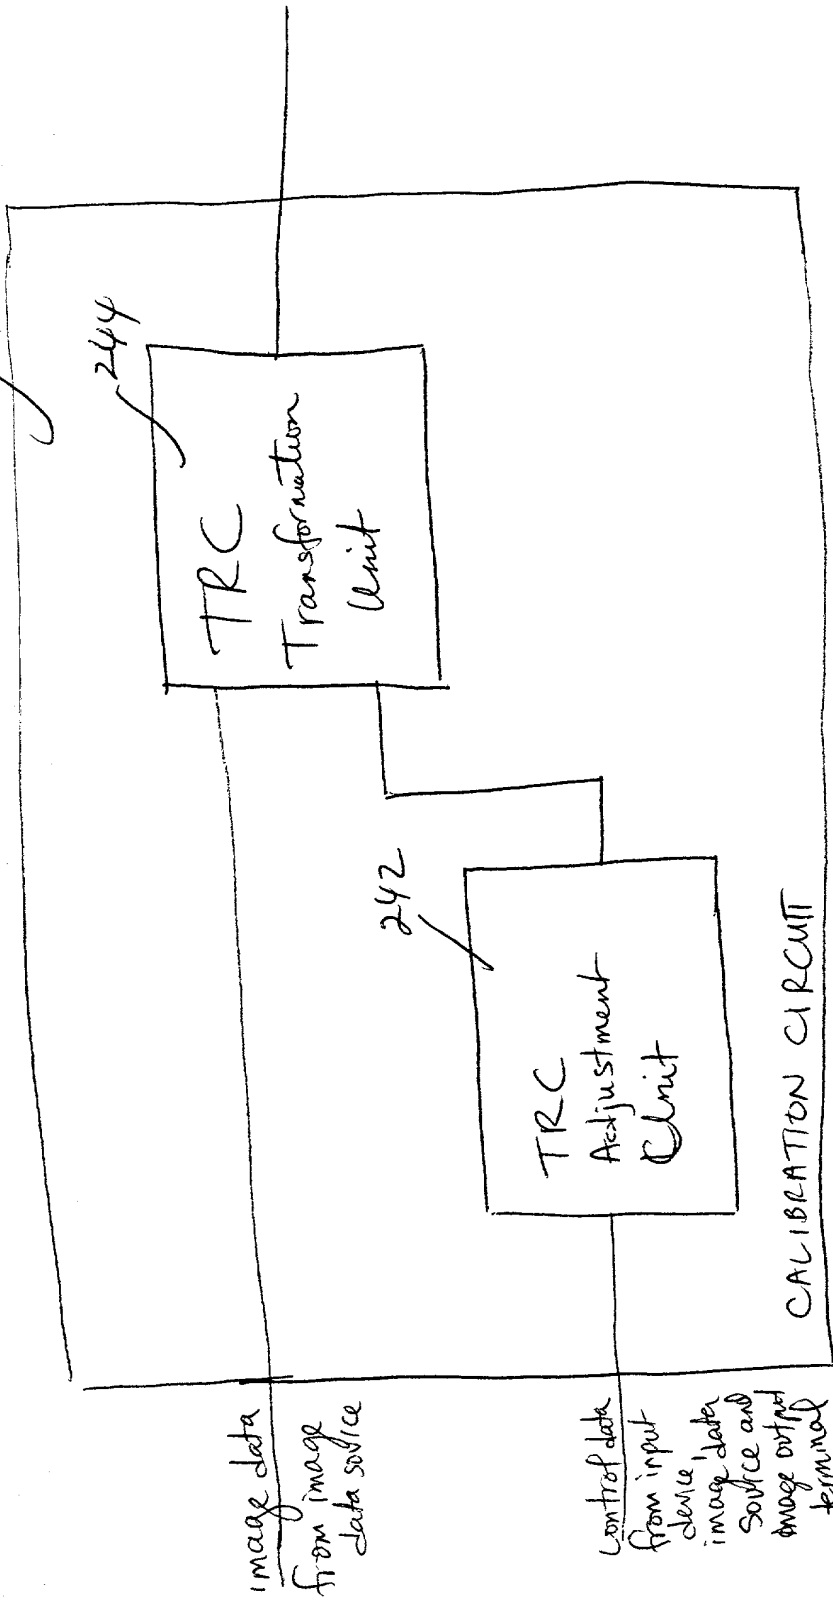 244
TRC
Transformation
Unit
242
TRC
Adjustment
Unit
CALIBRATION CIRCUIT
image data
from image
data source
control data
from input
device,
image data
source and
image output
terminal